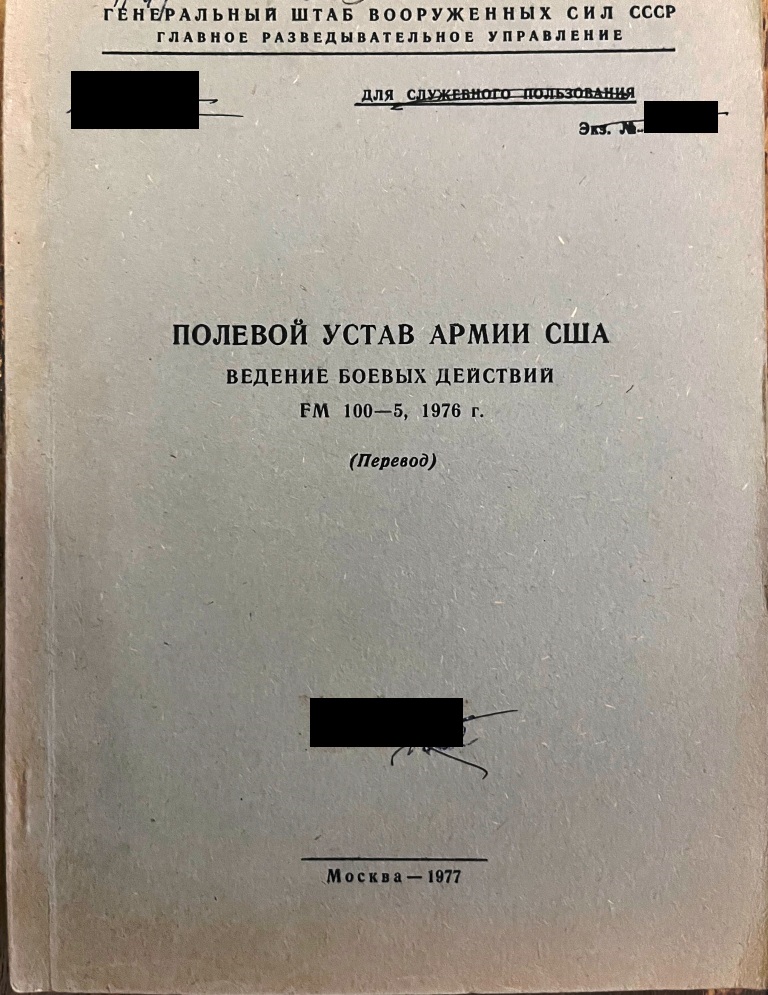 ГЕНЕРАЛЬНЫЙ ШТАБ ВООРУЖЕННЫХ СИЛ СССР
ГЛАВНОЕ РАЗВЕДЫВАТЕЛЬНОЕ УПРАВЛЕНИЕ
ДЛЯ СЛУЖЕБНОГО ПОЛЬЗОВАНИЯ
Экз. №
ПОЛЕВОЙ УСТАВ АРМИИ США
ВЕДЕНИЕ БОЕВЫХ ДЕЙСТВИЙ
FM 100—5, 1976 г.
(Перевод)
Москва — 1977